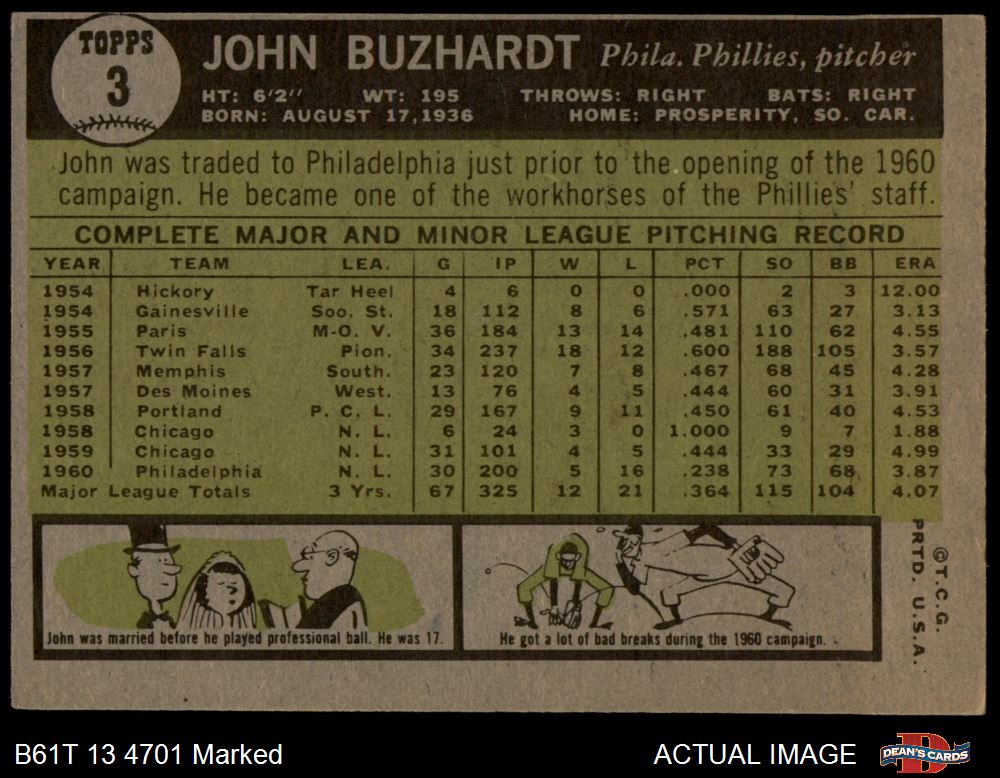 TOPPS
3
JOHN BUZHARDT Phila. Phillies, pitcher
HT: 6'2" WT: 195 THROWS: RIGHT BATS: RIGHT
BORN: AUGUST 17, 1936 HOME: PROSPERITY, SO. CAR.
John was traded to Philadelphia just prior to the opening of the 1960
campaign. He became one of the workhorses of the Phillies' staff.
COMPLETE MAJOR AND MINOR LEAGUE PITCHING RECORD
YEAR TEAM LEA. G IP W L PCT SO BB ERA
1954 Hickory Tar Heel 4 6 0 0 .000 2 3 12.00
1954 Gainesville Soo. St. 18 112 8 6 .571 63 27 3.13
1955 Paris M-O. V. 36 184 13 14 .481 110 62 4.55
1956 Twin Falls Pion. 34 237 18 12 .600 188 105 3.57
1957 Memphis South. 23 120 7 8 .467 68 45 4.28
1957 Des Moines West. 13 76 4 5 .444 60 31 3.91
1958 Portland P. C. L. 29 167 9 11 .450 61 40 4.53
1958 Chicago N. L. 6 24 3 0 1.000 9 7 1.88
1959 Chicago N. L. 31 101 4 5 .444 33 29 4.99
1960 Philadelphia N. L. 30 200 5 16 .238 73 68 3.87
Major League Totals 3 Yrs. 67 325 12 21 .364 115 104 4.07
John was married before he played professional ball. He was 17.
He got a lot of bad breaks during the 1960 campaign.
©T.C.G.
PRTD. U.S.A.
B61T 13 4701 Marked
ACTUAL IMAGE
DEAN'S CARDS